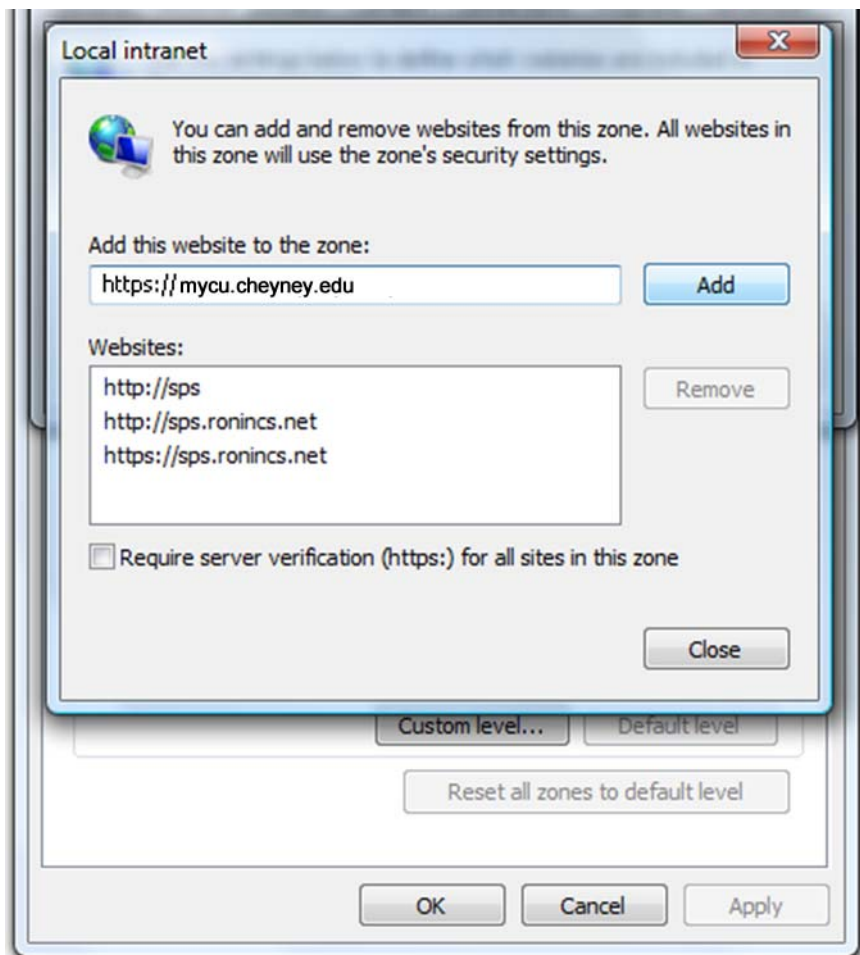 Local intranet
You can add and remove websites from this zone. All websites in
this zone will use the zone's security settings.
Add this website to the zone:
https://mycu.cheyney.edu
Add
Websites:
http://sps
http://sps.ronincs.net
https://sps.ronincs.net
Remove
Require server verification (https:) for all sites in this zone
Close
Custom level...
Default level
Reset all zones to default level
OK
Cancel
Apply